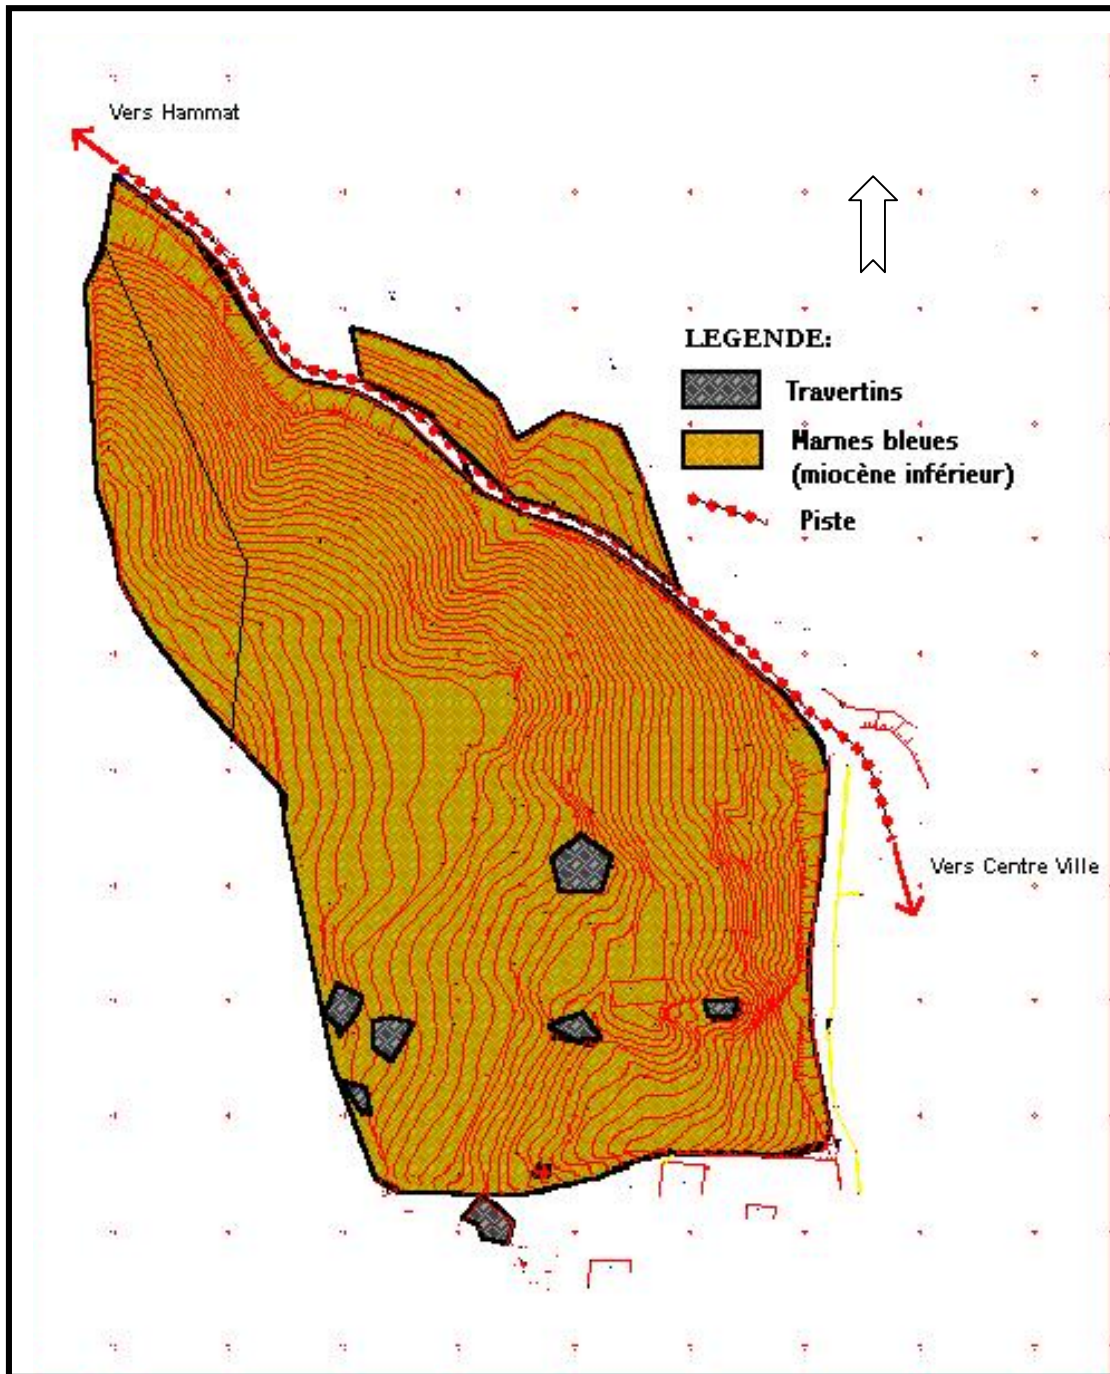 Vers Hammat
LEGENDE:
Travertins
Marnes bleues
(miocène inférieur)
Piste
Vers Centre Ville